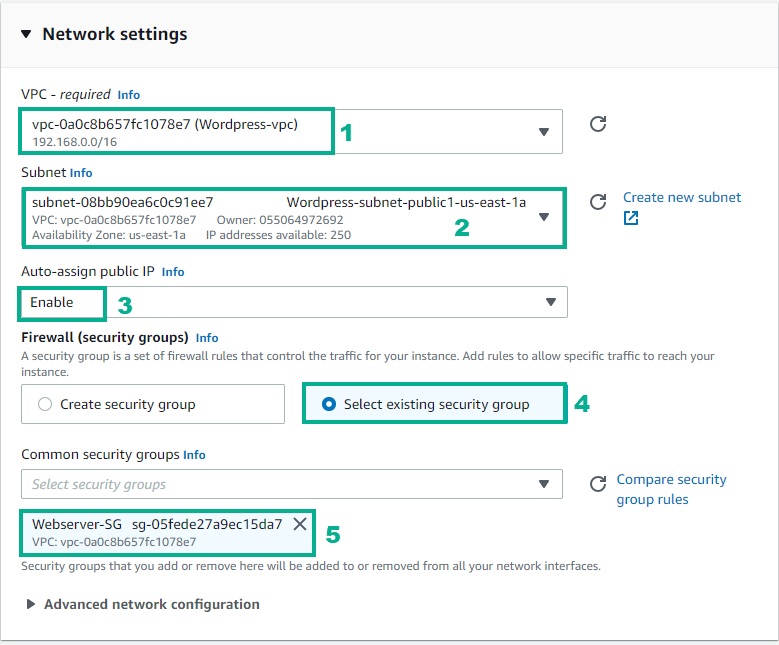 Network settings
VPC - required Info
vpc-0a0c8b657fc1078e7 (Wordpress-vpc)
192.168.0.0/16
1
Subnet Info
subnet-08bb90ea6c0c91ee7 Wordpress-subnet-public1-us-east-1a
VPC: vpc-0a0c8b657fc1078e7 Owner: 055064972692
Availability Zone: us-east-1a IP addresses available: 250
2
Create new subnet
Auto-assign public IP Info
Enable
3
Firewall (security groups) Info
A security group is a set of firewall rules that control the traffic for your instance. Add rules to allow specific traffic to reach your
instance.
Create security group
Select existing security group
4
Common security groups Info
Select security groups
Compare security
group rules
Webserver-SG sg-05fede27a9ec15da7
VPC: vpc-0a0c8b657fc1078e7
5
Security groups that you add or remove here will be added to or removed from all your network interfaces.
Advanced network configuration